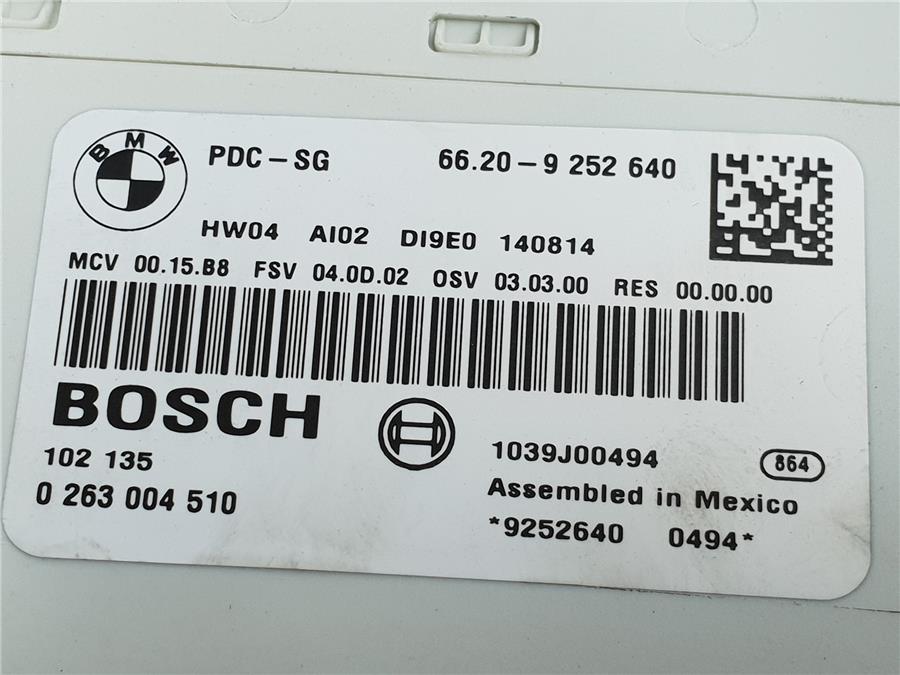 BMW
PDC-SG 66.20-9 252 640
HW04 AI02 DI9E0 140814
MCV 00.15.B8 FSV 04.0D.02 OSV 03.03.00 RES 00.00.00
BOSCH
102 135
0 263 004 510
1039J00494 864
Assembled in Mexico
*9252640 0494*